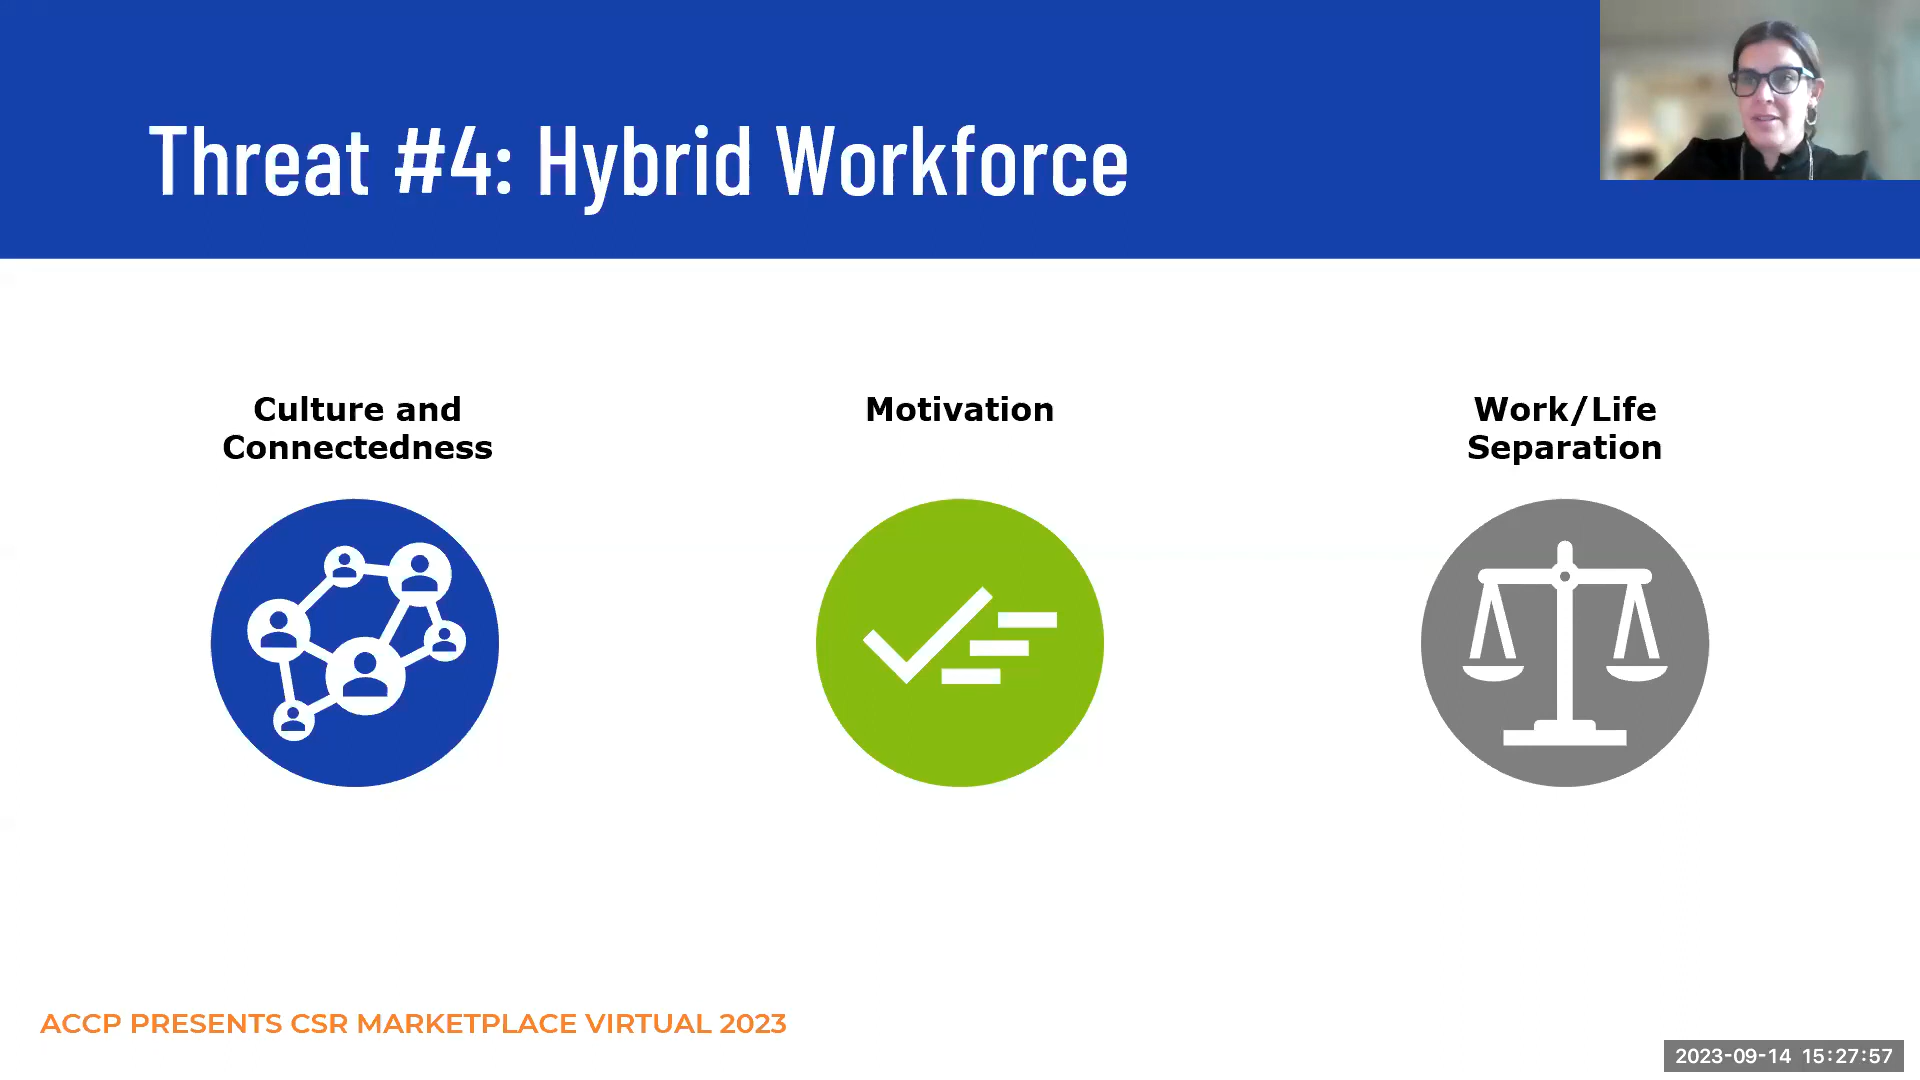 Threat #4: Hybrid Workforce
Culture and
Connectedness
Motivation
Work/Life
Separation
ACCP PRESENTS CSR MARKETPLACE VIRTUAL 2023
2023-09-14 15:27:57